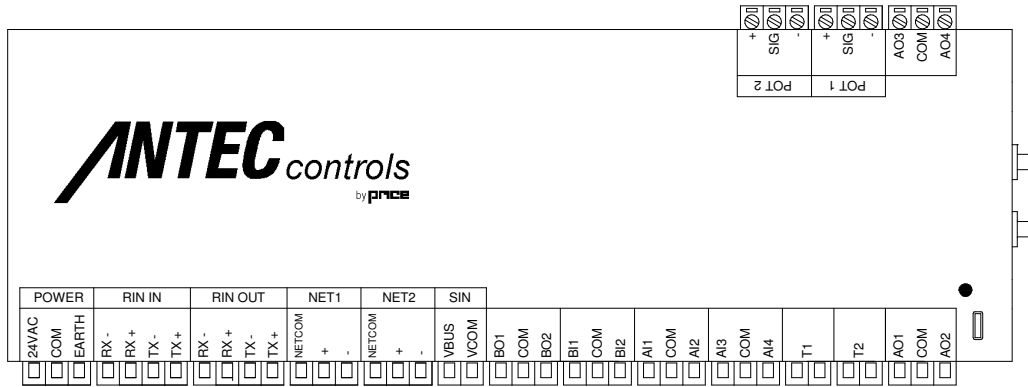 + SIG - + SIG - AO3 COM AO4
POT 2 POT 1
ANTEC controls
by price
POWER RIN IN RIN OUT NET1 NET2 SIN
24VAC COM EARTH RX - RX + TX - TX + RX - RX + TX - TX + NETCOM + - NETCOM + - VBUS VCOM BO1 COM BO2 BI1 COM BI2 AI1 COM AI2 AI3 COM AI4 T1 T2 AO1 COM AO2